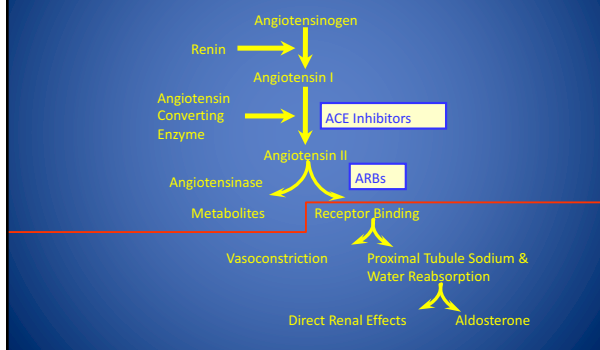 Angiotensinogen
Renin
Angiotensin I
Angiotensin
Converting
Enzyme
ACE Inhibitors
Angiotensin II
Angiotensinase
ARBs
Metabolites
Receptor Binding
Vasoconstriction
Proximal Tubule Sodium &
Water Reabsorption
Direct Renal Effects
Aldosterone